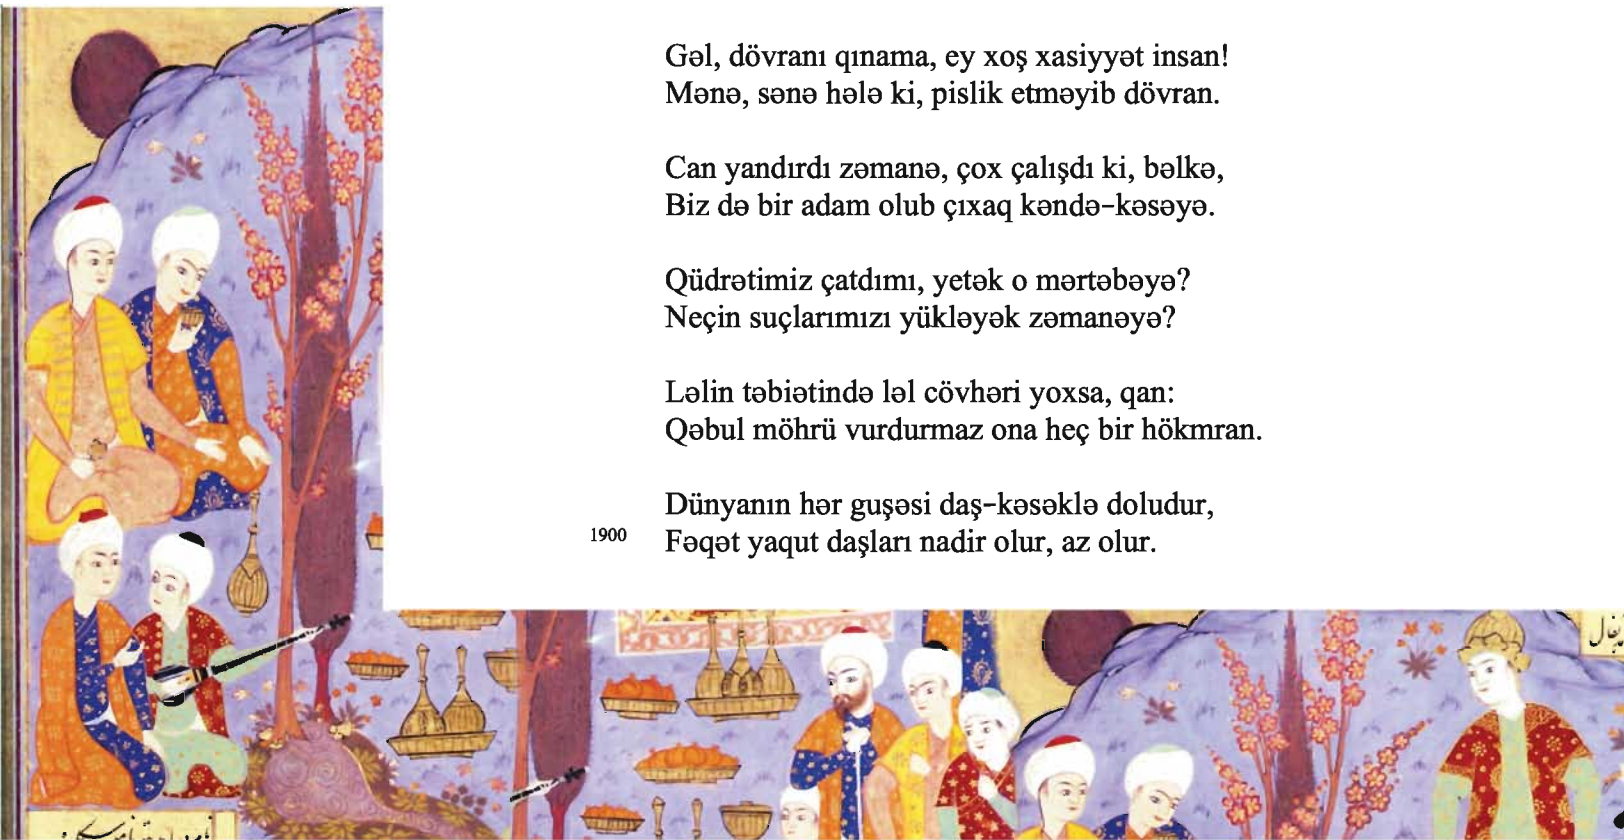 Gəl, dövranı qınama, ey xoş xasiyyət insan!
Mənə, sənə hələ ki, pislik etməyib dövran.
Can yandırdı zəmanə, çox çalışdı ki, bəlkə,
Biz də bir adam olub çıxaq kəndə-kəsəyə.
Qüdrətimiz çatdımı, yetək o mərtəbəyə?
Neçin suçlarımızı yükləyək zəmanəyə?
Ləlin təbiətində ləl cövhəri yoxsa, qan:
Qəbul möhrü vurdurmaz ona heç bir hökmran.
Dünyanın hər guşəsi daş-kəsəklə doludur,
1900 Fəqət yaqut daşları nadir olur, az olur.